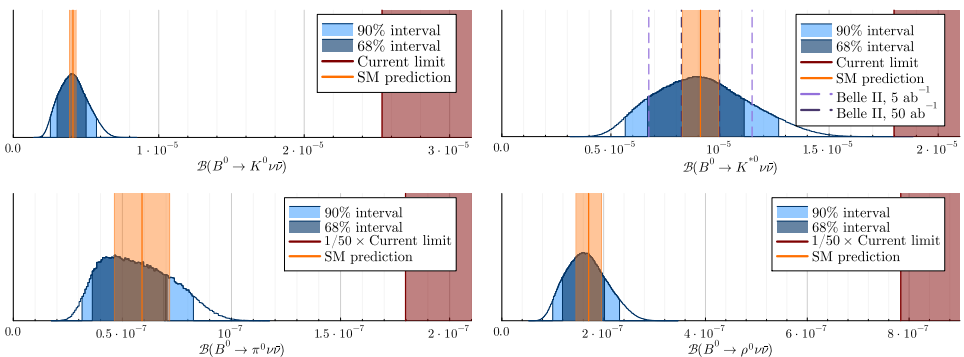 90% interval
68% interval
Current limit
SM prediction
0.0 1·10⁻⁵ 2·10⁻⁵ 3·10⁻⁵
ℬ(B⁰ → K⁰νν̄)
90% interval
68% interval
Current limit
SM prediction
Belle II, 5 ab⁻¹
Belle II, 50 ab⁻¹
0.5·10⁻⁵ 10⁻⁵ 1.5·10⁻⁵ 2·10⁻⁵
ℬ(B⁰ → K*⁰νν̄)
90% interval
68% interval
1/50 × Current limit
SM prediction
0.0 0.5·10⁻⁷ 10⁻⁷ 1.5·10⁻⁷ 2·10⁻⁷
ℬ(B⁰ → π⁰νν̄)
90% interval
68% interval
1/50 × Current limit
SM prediction
0.0 2·10⁻⁷ 4·10⁻⁷ 6·10⁻⁷ 8·10⁻⁷
ℬ(B⁰ → ρ⁰νν̄)